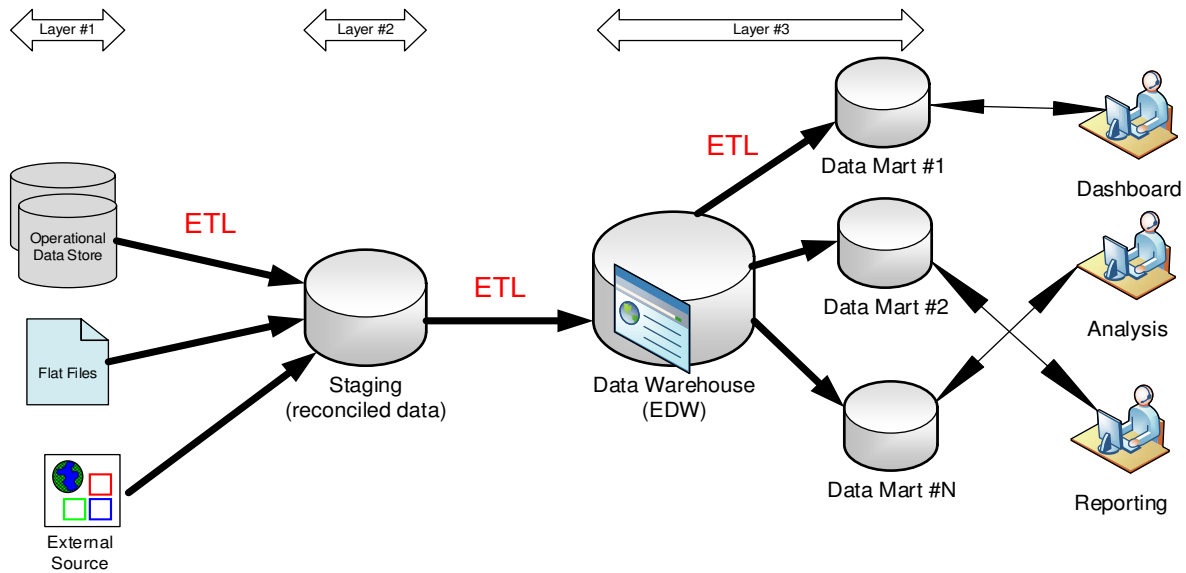 Layer #1
Layer #2
Layer #3
ETL
Data Mart #1
Dashboard
Operational
Data Store
ETL
ETL
Data Mart #2
Analysis
Flat Files
Staging
(reconciled data)
Data Warehouse
(EDW)
Data Mart #N
Reporting
External
Source